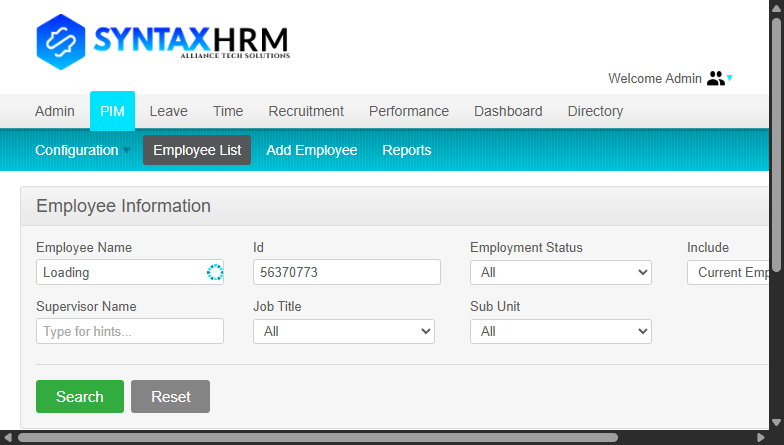 SYNTAXHRM
ALLIANCE TECH SOLUTIONS
Welcome Admin
Admin PIM Leave Time Recruitment Performance Dashboard Directory
Configuration Employee List Add Employee Reports
Employee Information
Employee Name Id Employment Status Include
Loading 56370773 All Current Emp
Supervisor Name Job Title Sub Unit
Type for hints... All All
Search Reset